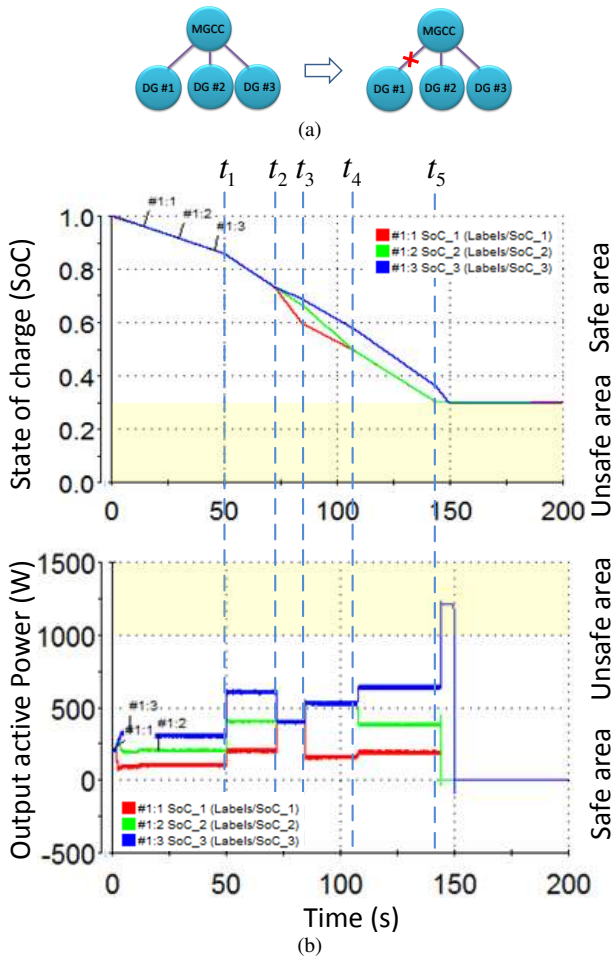 MGCC
MGCC
DG #1
DG #2
DG #3
DG #1
DG #2
DG #3
(a)
t1
t2
t3
t4
t5
State of charge (SoC)
1.0
0.8
0.6
0.4
0.2
0.0
#1:1
#1:2
#1:3
#1:1 SoC_1 (Labels/SoC_1)
#1:2 SoC_2 (Labels/SoC_2)
#1:3 SoC_3 (Labels/SoC_3)
Safe area
Unsafe area
0
50
100
150
200
Output active Power (W)
1500
1000
500
0
-500
#1:3
#1:1
#1:2
#1:1 SoC_1 (Labels/SoC_1)
#1:2 SoC_2 (Labels/SoC_2)
#1:3 SoC_3 (Labels/SoC_3)
Unsafe area
Safe area
0
50
100
150
200
Time (s)
(b)